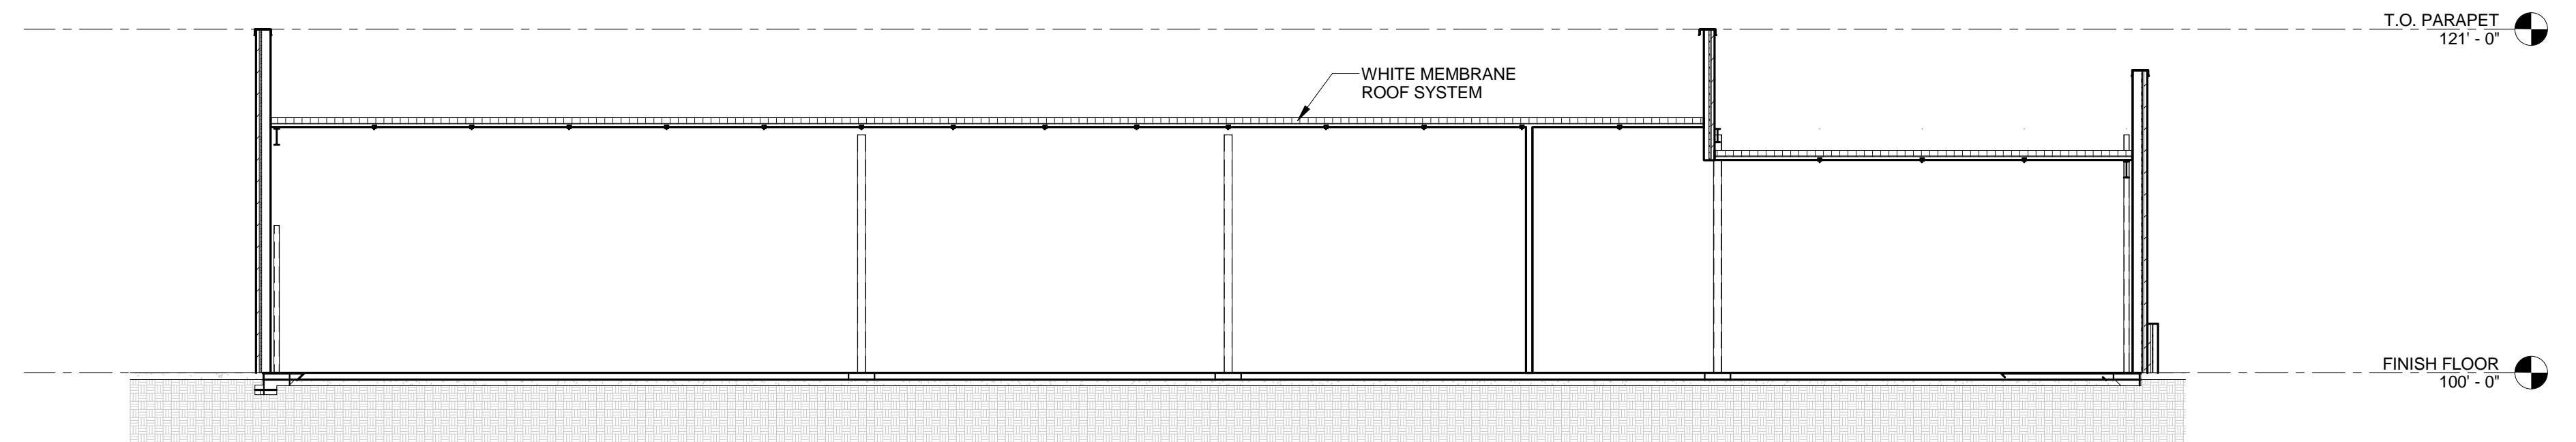 T.O. PARAPET
121' - 0"
WHITE MEMBRANE
ROOF SYSTEM
FINISH FLOOR
100' - 0"